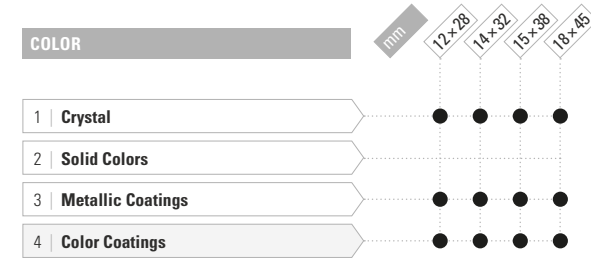 COLOR
mm
12×28
14×32
15×38
18×45
1 | Crystal
2 | Solid Colors
3 | Metallic Coatings
4 | Color Coatings